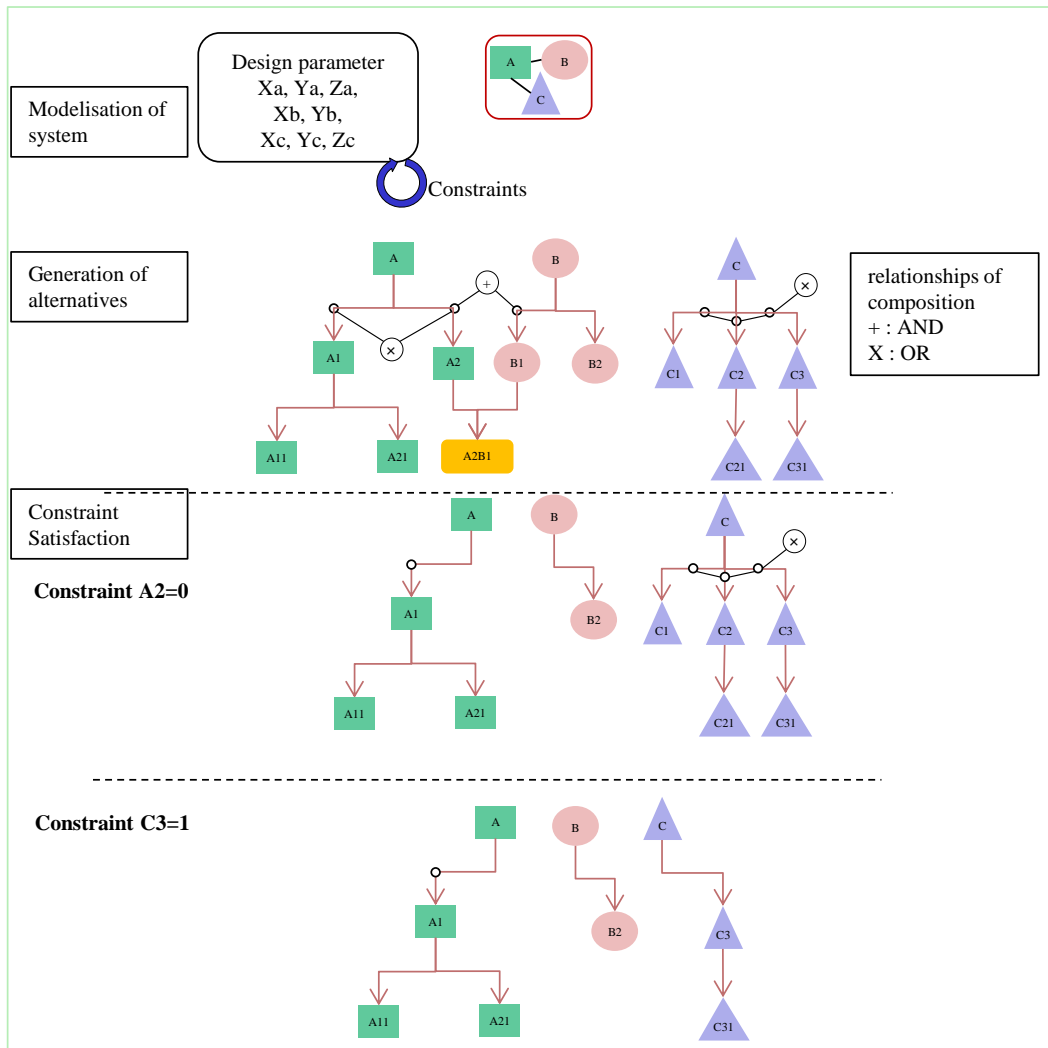 Design parameter
Xa, Ya, Za,
Xb, Yb,
Xc, Yc, Zc
A
B
C
Modelisation of
system
Constraints
Generation of
alternatives
A
B
C
+
×
×
relationships of
composition
+ : AND
X : OR
A1
A2
B1
B2
C1
C2
C3
A11
A21
A2B1
C21
C31
Constraint
Satisfaction
A
B
C
×
Constraint A2=0
A1
B2
C1
C2
C3
A11
A21
C21
C31
Constraint C3=1
A
B
C
A1
B2
C3
A11
A21
C31